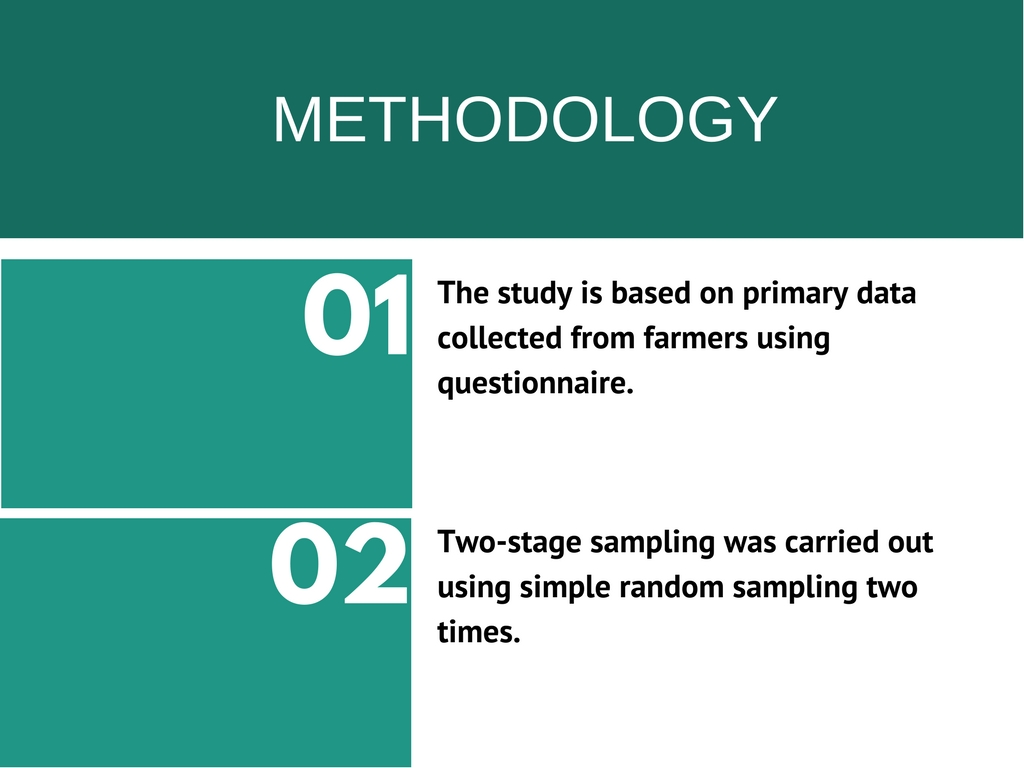 METHODOLOGY
01
The study is based on primary data
collected from farmers using
questionnaire.
02
Two-stage sampling was carried out
using simple random sampling two
times.